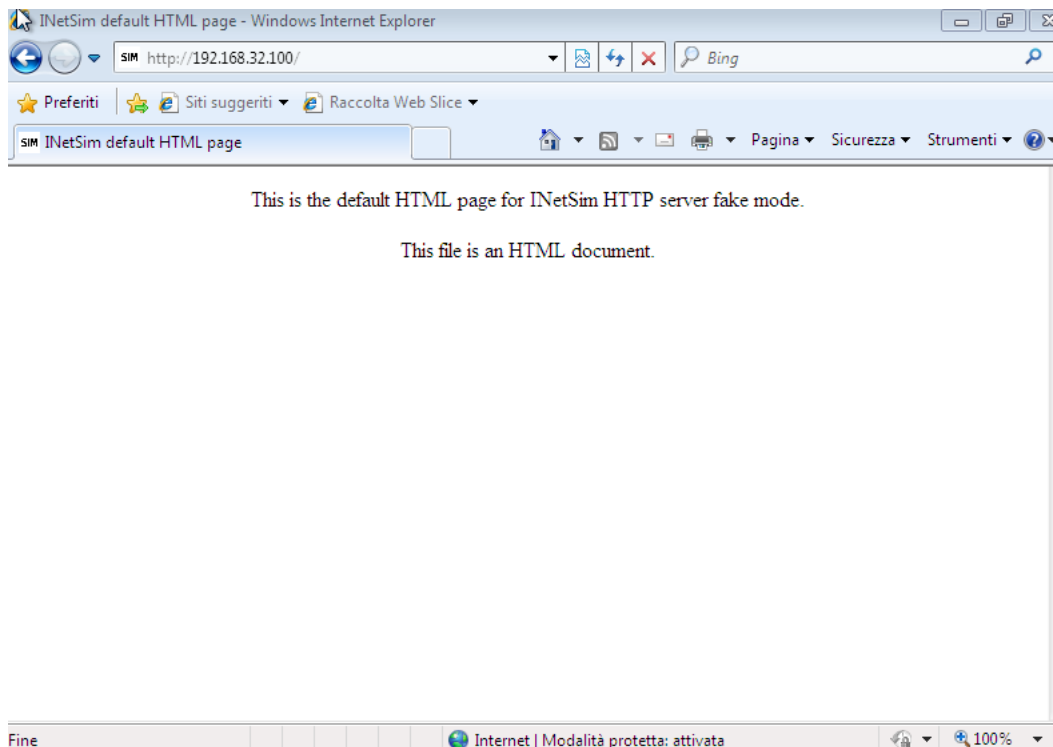 INetSim default HTML page - Windows Internet Explorer
SIM http://192.168.32.100/ Bing
Preferiti Siti suggeriti Raccolta Web Slice
SIM INetSim default HTML page Pagina Sicurezza Strumenti
This is the default HTML page for INetSim HTTP server fake mode.
This file is an HTML document.
Fine Internet | Modalità protetta: attivata 100%